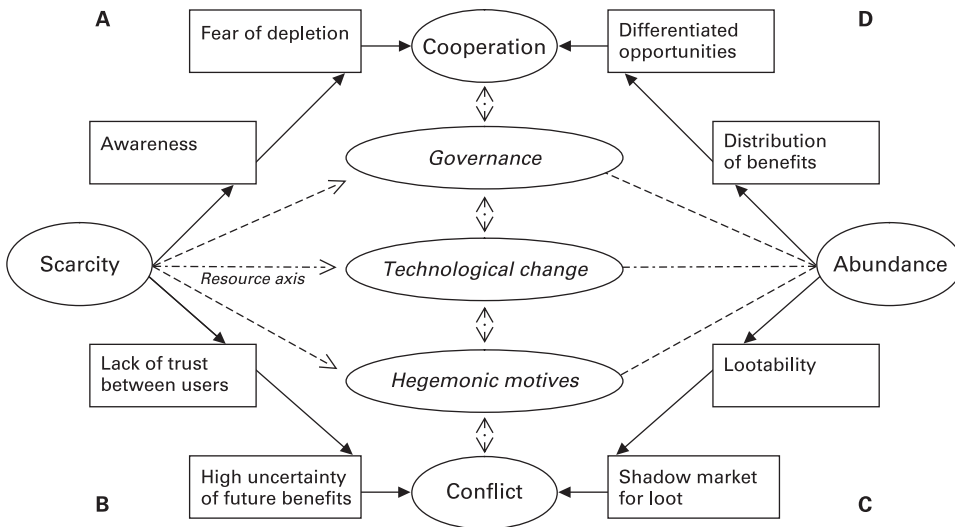 A
D
Fear of depletion
Cooperation
Differentiated
opportunities
Awareness
Governance
Distribution
of benefits
Scarcity
Resource axis
Technological change
Abundance
Lack of trust
between users
Hegemonic motives
Lootability
High uncertainty
of future benefits
Conflict
Shadow market
for loot
B
C